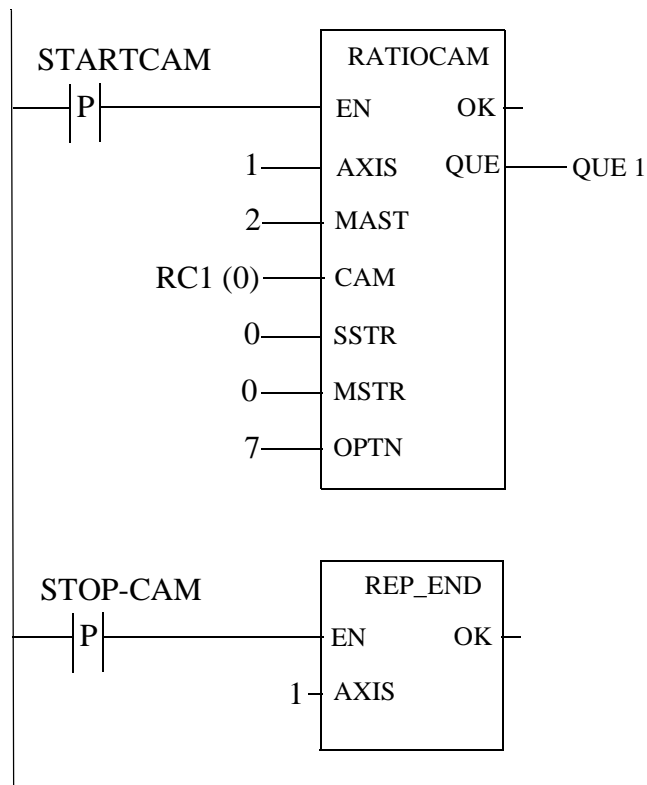 STARTCAM
RATIOCAM
P
EN OK
1 AXIS QUE QUE 1
2 MAST
RC1 (0) CAM
0 SSTR
0 MSTR
7 OPTN
STOP-CAM
REP_END
P
EN OK
1 AXIS